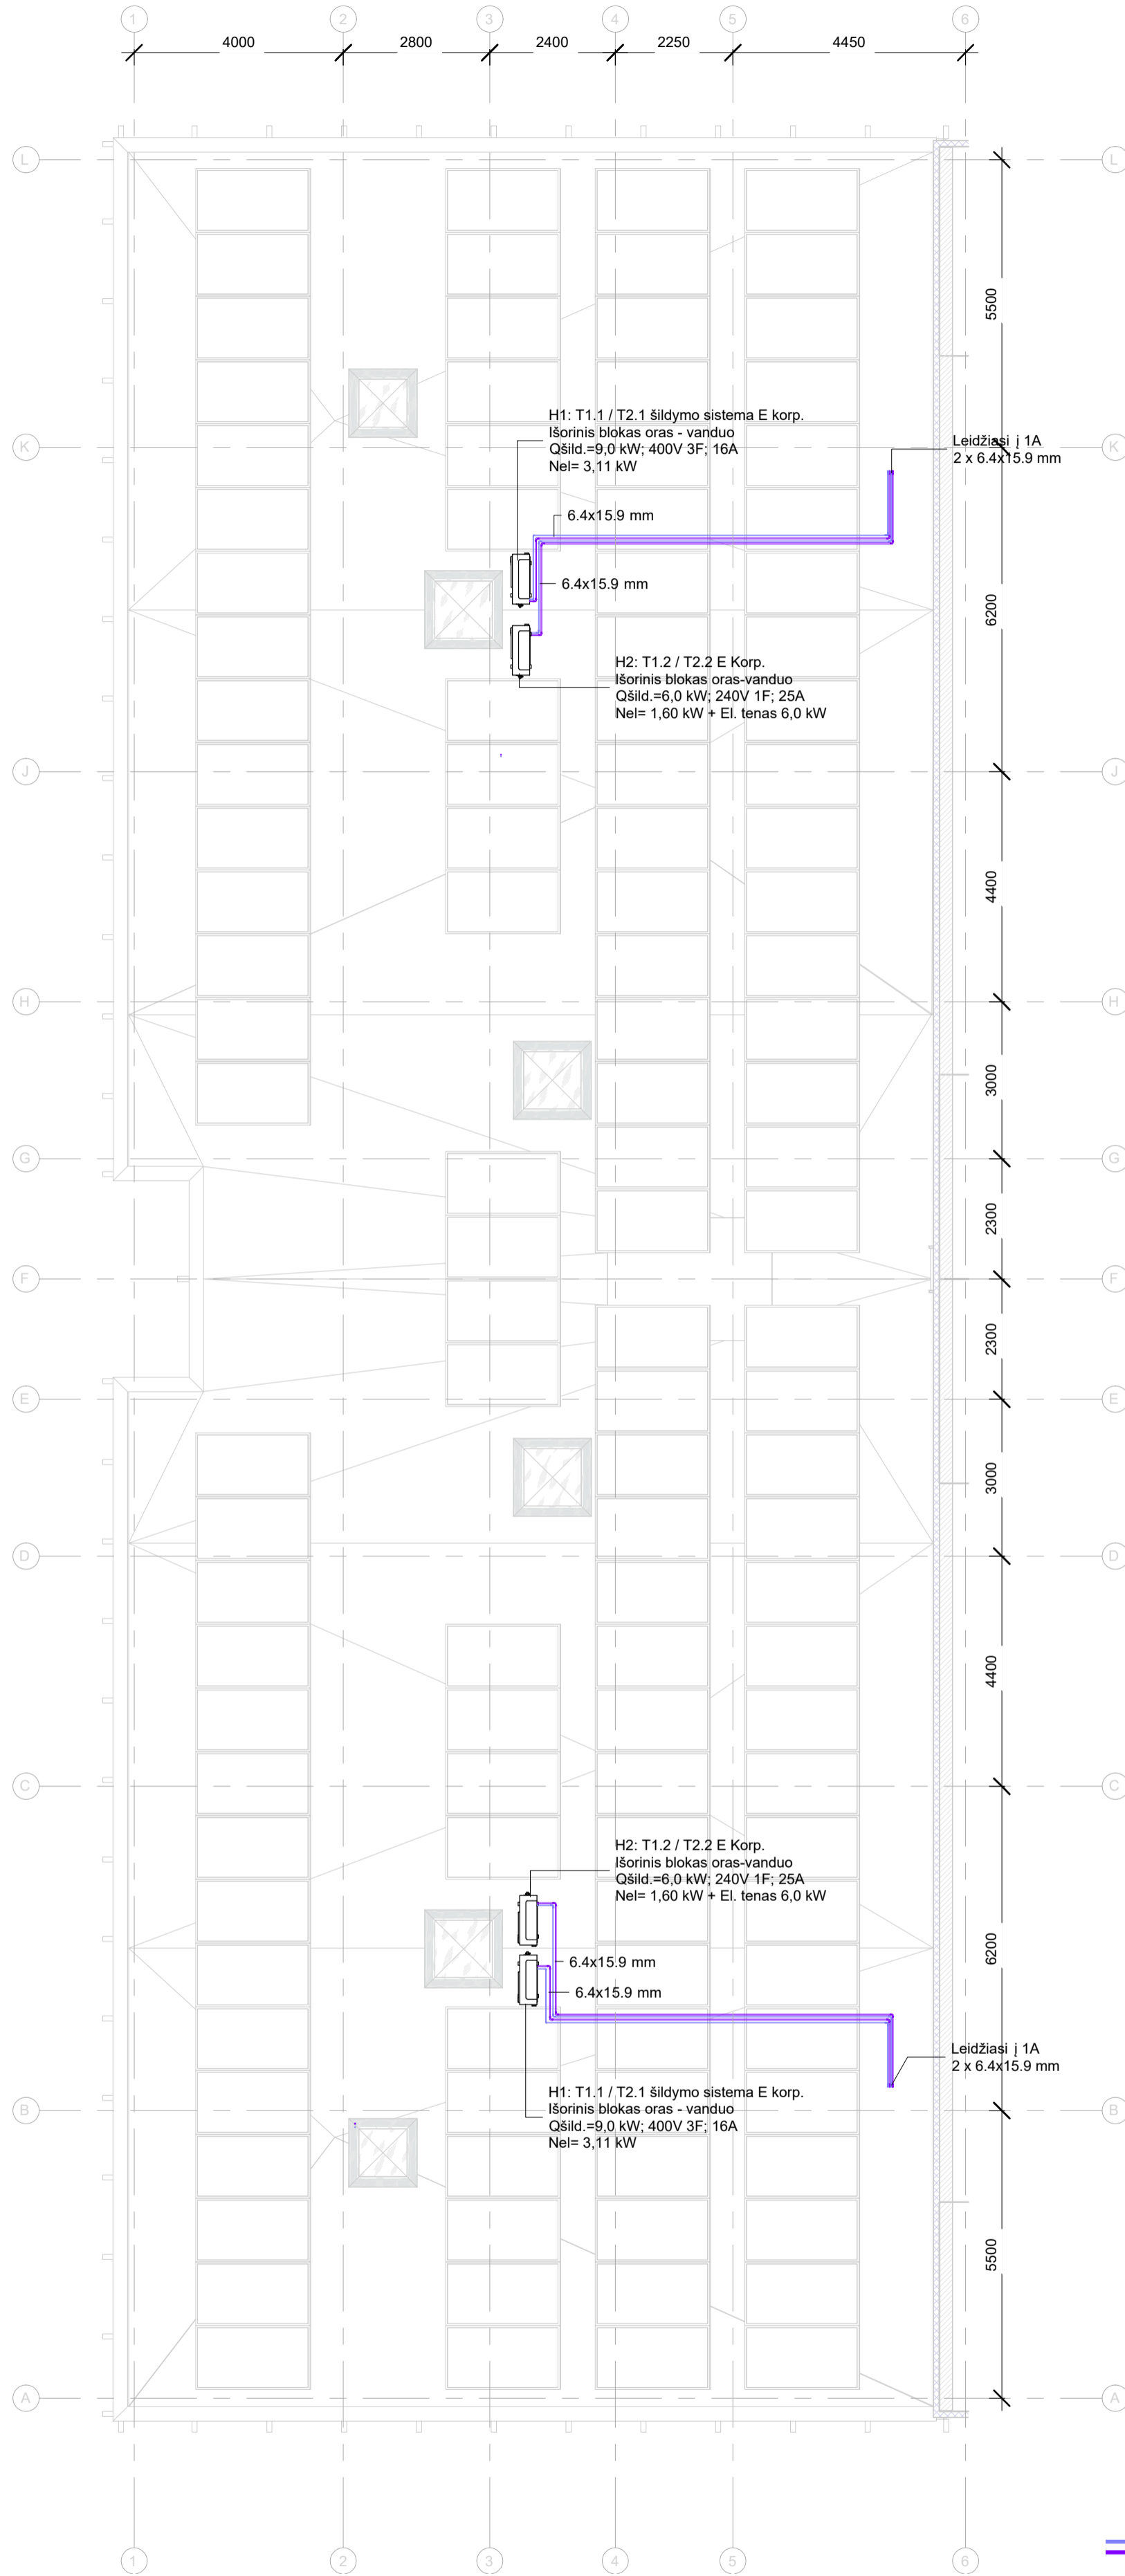 1 2 3 4 5 6
4000 2800 2400 2250 4450
L L
5500
H1: T1.1 / T2.1 šildymo sistema E korp.
Išorinis blokas oras - vanduo
Qšild.=9,0 kW; 400V 3F; 16A
Nel= 3,11 kW
Leidžiasi į 1A
2 x 6.4x15.9 mm
K K
6.4x15.9 mm
6.4x15.9 mm
6200
H2: T1.2 / T2.2 E Korp.
Išorinis blokas oras-vanduo
Qšild.=6,0 kW; 240V 1F; 25A
Nel= 1,60 kW + El. tenas 6,0 kW
J J
4400
H H
3000
G G
2300
F F
2300
E E
3000
D D
4400
C C
H2: T1.2 / T2.2 E Korp.
Išorinis blokas oras-vanduo
Qšild.=6,0 kW; 240V 1F; 25A
Nel= 1,60 kW + El. tenas 6,0 kW
6200
6.4x15.9 mm
6.4x15.9 mm
Leidžiasi į 1A
2 x 6.4x15.9 mm
H1: T1.1 / T2.1 šildymo sistema E korp.
Išorinis blokas oras - vanduo
Qšild.=9,0 kW; 400V 3F; 16A
Nel= 3,11 kW
B B
5500
A A
1 2 3 4 5 6